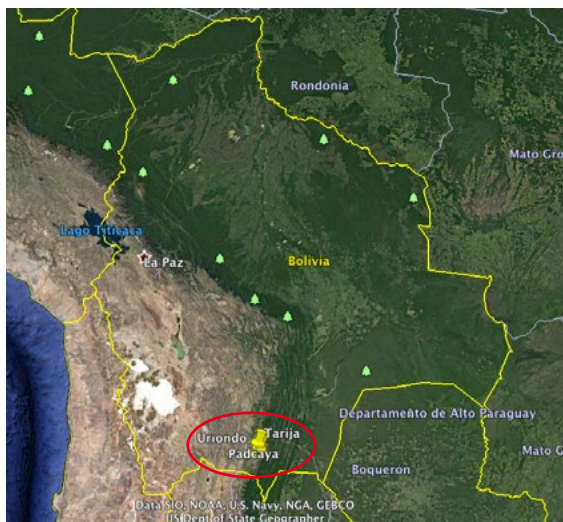 Rondonia
Mato Gro
Lago Titicaca
La Paz
Bolivia
Departamento de Alto Paraguay
Uriondo Tarija
Padcaya
Mato G
Boquerón
Data SIO, NOAA, U.S. Navy, NGA, GEBCO
US Dept of State Geographer